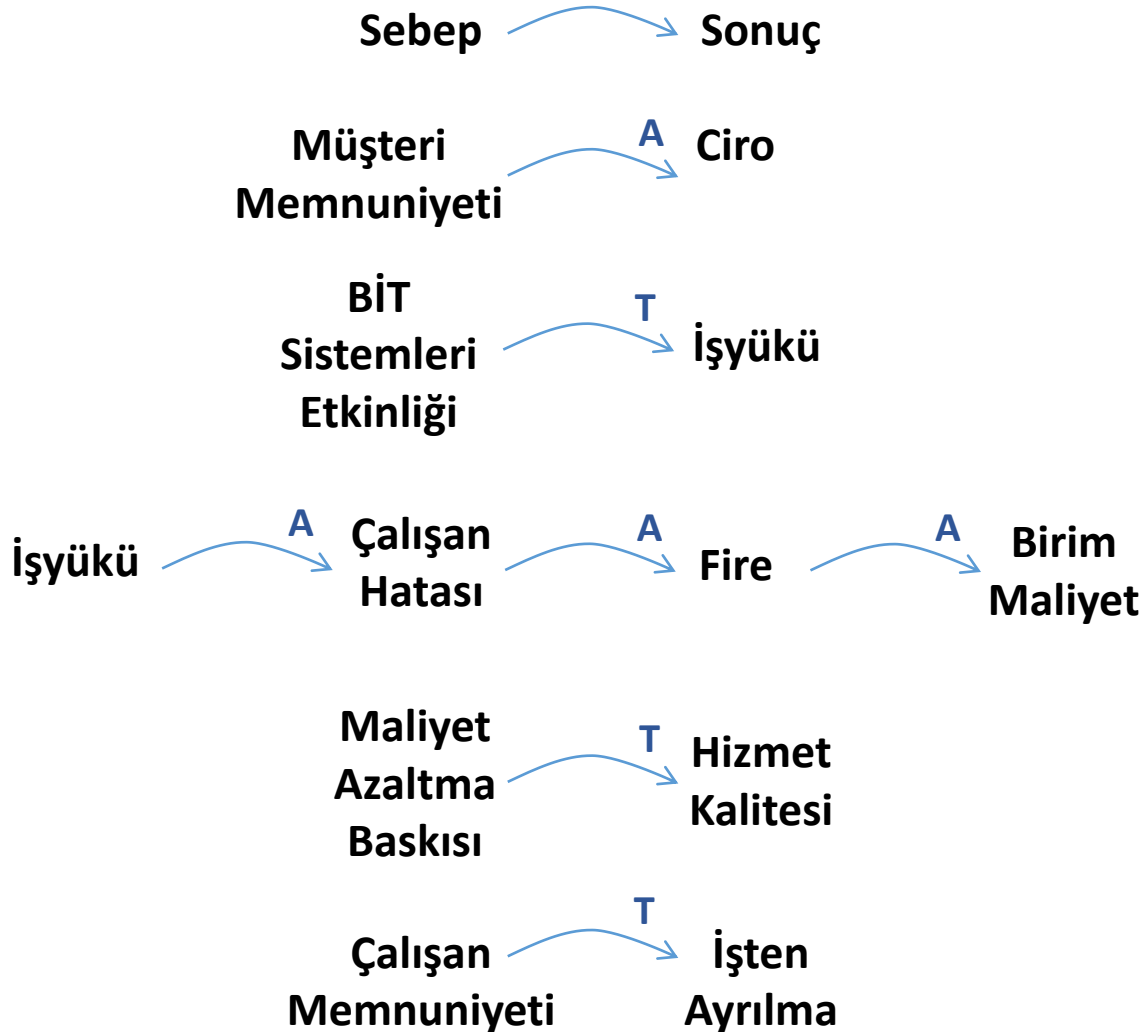 Sebep Sonuç
Müşteri Memnuniyeti A Ciro
BİT Sistemleri Etkinliği T İşyükü
İşyükü A Çalışan Hatası A Fire A Birim Maliyet
Maliyet Azaltma Baskısı T Hizmet Kalitesi
Çalışan Memnuniyeti T İşten Ayrılma